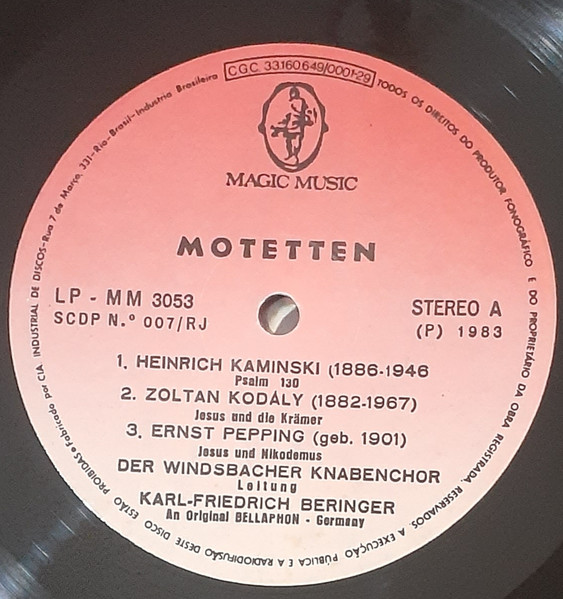 Fabricado por CIA. INDUSTRIAL DE DISCOS-Rua 7 de Março, 331-Rio-Brasil-Industria Brasileira C.G.C. 33.160.649/0001-29 TODOS OS DIREITOS DO PRODUTOR FONOGRÁFICO E DO PROPRIETÁRIO DA OBRA REGISTRADA, RESERVADOS. A EXECUÇÃO PÚBLICA E RADIODIFUSÃO DESTE DISCO ESTÃO PROIBIDAS
MAGIC MUSIC
MOTETTEN
LP - MM 3053
SCDP N.º 007/RJ
STEREO A
(P) 1983
1. HEINRICH KAMINSKI (1886-1946
Psalm 130
2. ZOLTAN KODÁLY (1882-1967)
Jesus und die Krämer
3. ERNST PEPPING (geb. 1901)
Jesus und Nikodemus
DER WINDSBACHER KNABENCHOR
Leitung
KARL-FRIEDRICH BERINGER
An Original BELLAPHON - Germany